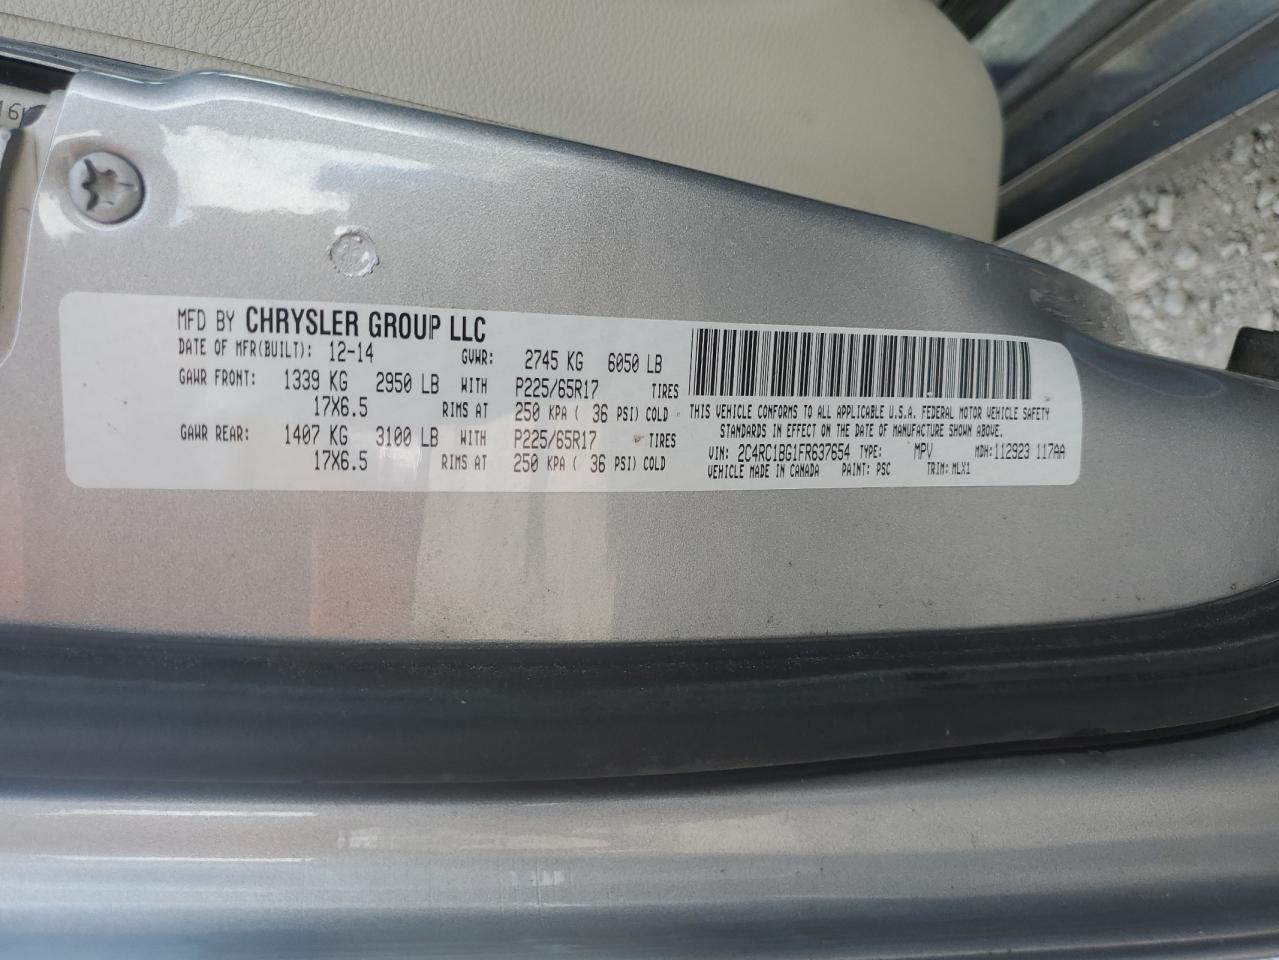 16
MFD BY CHRYSLER GROUP LLC
DATE OF MFR(BUILT): 12-14 GVWR: 2745 KG 6050 LB
GAWR FRONT: 1339 KG 2950 LB WITH P225/65R17 TIRES
17X6.5 RIMS AT 250 KPA ( 36 PSI) COLD
GAWR REAR: 1407 KG 3100 LB WITH P225/65R17 TIRES
17X6.5 RIMS AT 250 KPA ( 36 PSI) COLD
THIS VEHICLE CONFORMS TO ALL APPLICABLE U.S.A. FEDERAL MOTOR VEHICLE SAFETY
STANDARDS IN EFFECT ON THE DATE OF MANUFACTURE SHOWN ABOVE.
VIN: 2C4RC1BG1FR637654 TYPE: MPV MDH:112923 117AA
VEHICLE MADE IN CANADA PAINT: PSC TRIM: MLX1